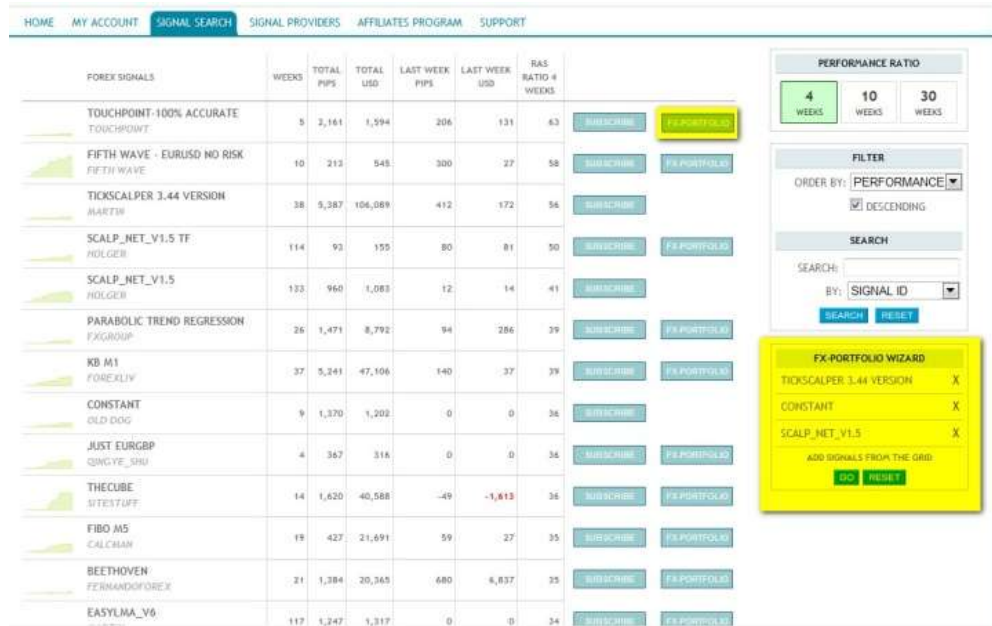 HOME MY ACCOUNT SIGNAL SEARCH SIGNAL PROVIDERS AFFILIATES PROGRAM SUPPORT
FOREX SIGNALS WEEKS TOTAL PIPS TOTAL USD LAST WEEK PIPS LAST WEEK USD RAS RATIO 4 WEEKS
TOUCHPOINT-100% ACCURATE 5 2,161 1,594 206 131 63 SUBSCRIBE FX-PORTFOLIO
TOUCHPOINT
FIFTH WAVE - EURUSD NO RISK 10 213 545 300 27 58 SUBSCRIBE FX-PORTFOLIO
FIFTH WAVE
TICKSCALPER 3.44 VERSION 38 5,387 106,089 412 172 56 SUBSCRIBE
MARTIN
SCALP_NET_V1.5 TF 114 93 155 80 81 50 SUBSCRIBE FX-PORTFOLIO
HOLGER
SCALP_NET_V1.5 133 960 1,083 12 14 41 SUBSCRIBE
HOLGER
PARABOLIC TREND REGRESSION 26 1,471 8,792 94 286 39 SUBSCRIBE FX-PORTFOLIO
FXGROUP
KB M1 37 5,241 47,106 140 37 39 SUBSCRIBE FX-PORTFOLIO
FOREXLIV
CONSTANT 9 1,370 1,202 0 0 36 SUBSCRIBE
OLD DOG
JUST EURGBP 4 367 316 0 0 36 SUBSCRIBE FX-PORTFOLIO
QINGYE_SHU
THECUBE 14 1,620 40,588 -49 -1,613 36 SUBSCRIBE FX-PORTFOLIO
SITESTUFF
FIBO M5 19 427 21,691 59 27 35 SUBSCRIBE FX-PORTFOLIO
CALCMAN
BEETHOVEN 21 1,384 20,365 680 6,837 35 SUBSCRIBE FX-PORTFOLIO
FERNANDOFOREX
EASYLMA_V6 117 1,247 1,317 0 0 34 SUBSCRIBE FX-PORTFOLIO
PERFORMANCE RATIO
4 WEEKS 10 WEEKS 30 WEEKS
FILTER
ORDER BY: PERFORMANCE
DESCENDING
SEARCH
SEARCH:
BY: SIGNAL ID
SEARCH RESET
FX-PORTFOLIO WIZARD
TICKSCALPER 3.44 VERSION X
CONSTANT X
SCALP_NET_V1.5 X
ADD SIGNALS FROM THE GRID
GO RESET